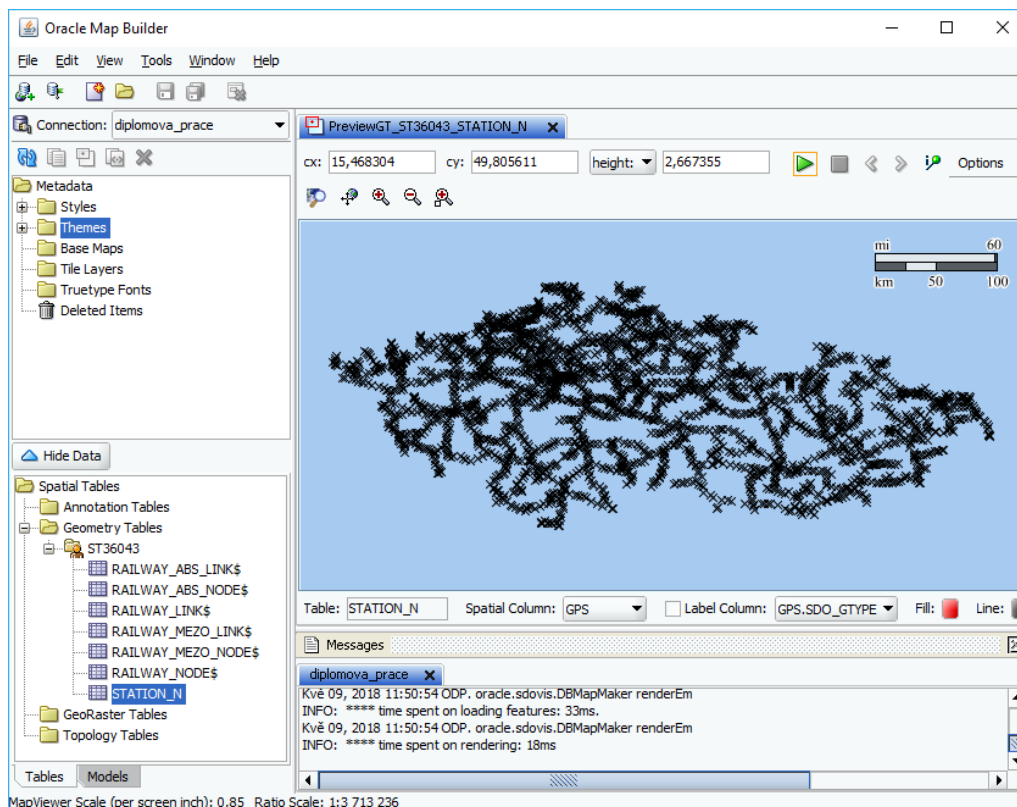 Oracle Map Builder
File Edit View Tools Window Help
Connection: diplomova_prace
Metadata
Styles
Themes
Base Maps
Tile Layers
Truetype Fonts
Deleted Items
Hide Data
Spatial Tables
Annotation Tables
Geometry Tables
ST36043
RAILWAY_ABS_LINK$
RAILWAY_ABS_NODE$
RAILWAY_LINK$
RAILWAY_MEZO_LINK$
RAILWAY_MEZO_NODE$
RAILWAY_NODE$
STATION_N
GeoRaster Tables
Topology Tables
Tables Models
PreviewGT_ST36043_STATION_N
cx: 15,468304 cy: 49,805611 height: 2,667355 Options
mi 60
km 50 100
Table: STATION_N Spatial Column: GPS Label Column: GPS.SDO_GTYPE Fill: Line:
Messages
diplomova_prace
Kvě 09, 2018 11:50:54 ODP. oracle.sdovis.DBMapMaker renderEm
INFO: **** time spent on loading features: 33ms.
Kvě 09, 2018 11:50:54 ODP. oracle.sdovis.DBMapMaker renderEm
INFO: **** time spent on rendering: 18ms
MapViewer Scale (per screen inch): 0.85 Ratio Scale: 1:3 713 236